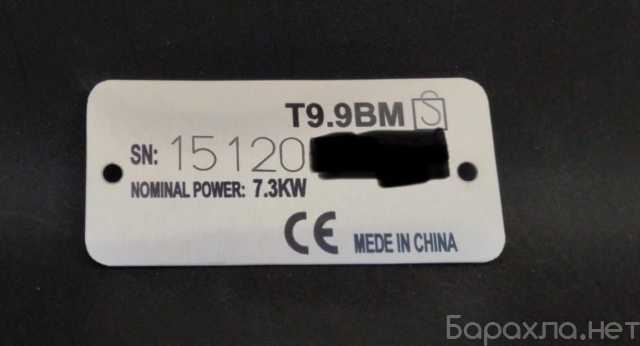 T9.9BM S
SN: 15120
NOMINAL POWER: 7.3KW
CE MEDE IN CHINA
Барахла.нет